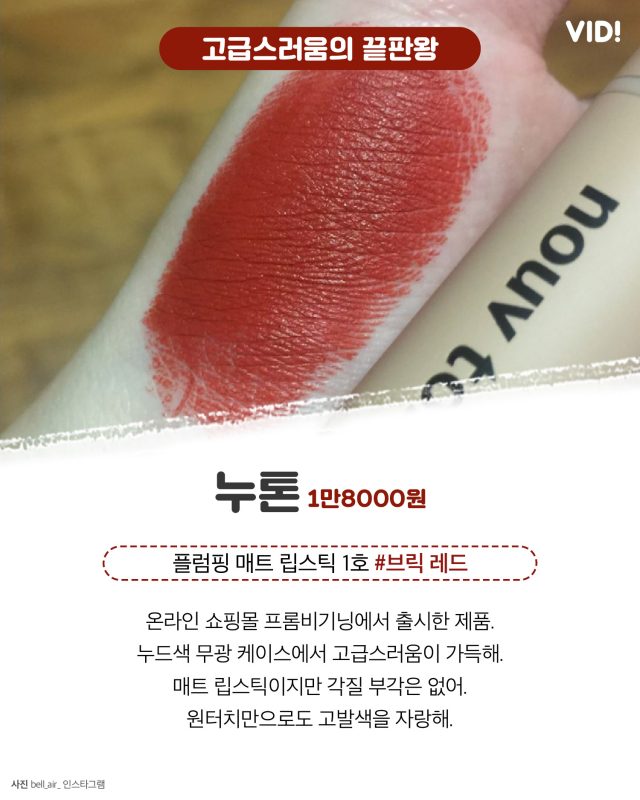 고급스러움의 끝판왕
VID!
nouv to
누톤 1만8000원
플럼핑 매트 립스틱 1호 #브릭 레드
온라인 쇼핑몰 프롬비기닝에서 출시한 제품.
누드색 무광 케이스에서 고급스러움이 가득해.
매트 립스틱이지만 각질 부각은 없어.
원터치만으로도 고발색을 자랑해.
사진 bell_air_ 인스타그램